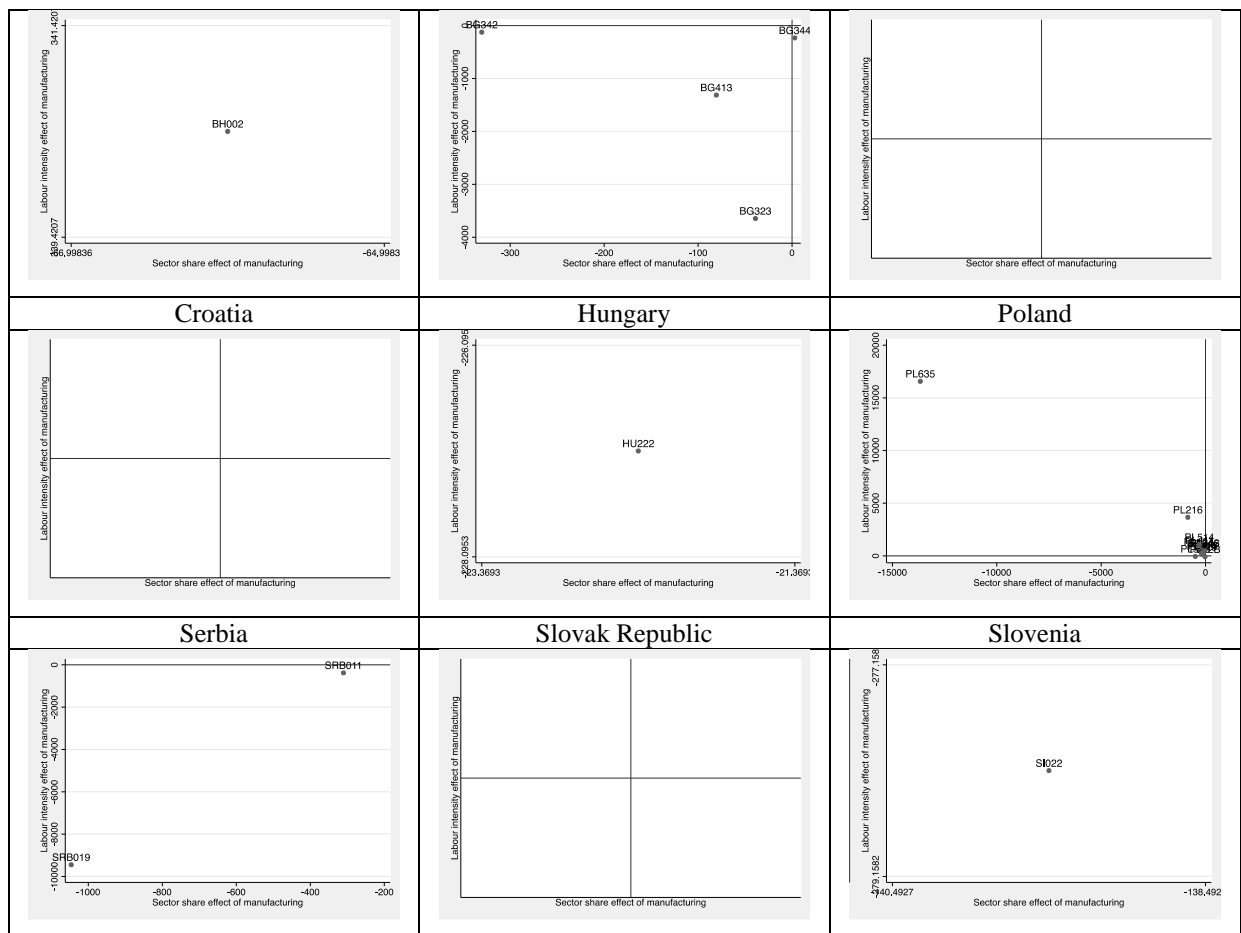 341.420
Labour intensity effect of manufacturing
BH002
-66,99836
-64,9983
Sector share effect of manufacturing
0
-1000
-2000
-3000
-4000
Labour intensity effect of manufacturing
BG342
BG344
BG413
BG323
-300
-200
-100
0
Sector share effect of manufacturing
Labour intensity effect of manufacturing
Sector share effect of manufacturing
Croatia
Hungary
Poland
Labour intensity effect of manufacturing
Sector share effect of manufacturing
-226.095
-228.0953
Labour intensity effect of manufacturing
HU222
-23,3693
-21,3693
Sector share effect of manufacturing
20000
15000
10000
5000
0
Labour intensity effect of manufacturing
PL635
PL216
PL514
-15000
-10000
-5000
0
Sector share effect of manufacturing
Serbia
Slovak Republic
Slovenia
0
-2000
-4000
-6000
-8000
-10000
Labour intensity effect of manufacturing
SRB011
SRB019
-1000
-800
-600
-400
-200
Sector share effect of manufacturing
Labour intensity effect of manufacturing
Sector share effect of manufacturing
-277.158
Labour intensity effect of manufacturing
SI022
-140,4927
-138,492
Sector share effect of manufacturing